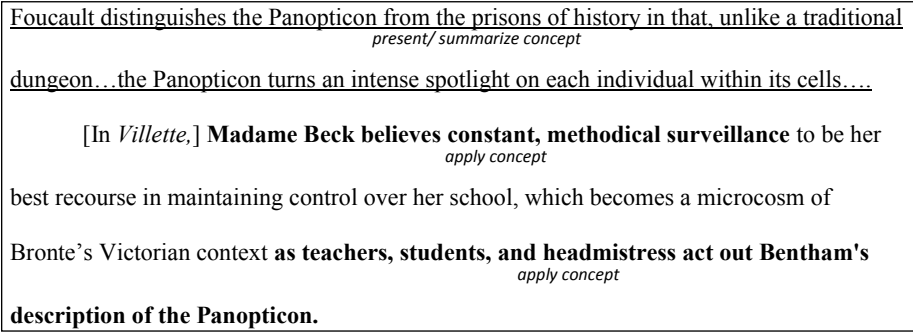 Foucault distinguishes the Panopticon from the prisons of history in that, unlike a traditional
present/ summarize concept
dungeon…the Panopticon turns an intense spotlight on each individual within its cells….
[In Villette,] Madame Beck believes constant, methodical surveillance to be her
apply concept
best recourse in maintaining control over her school, which becomes a microcosm of
Bronte’s Victorian context as teachers, students, and headmistress act out Bentham's
apply concept
description of the Panopticon.